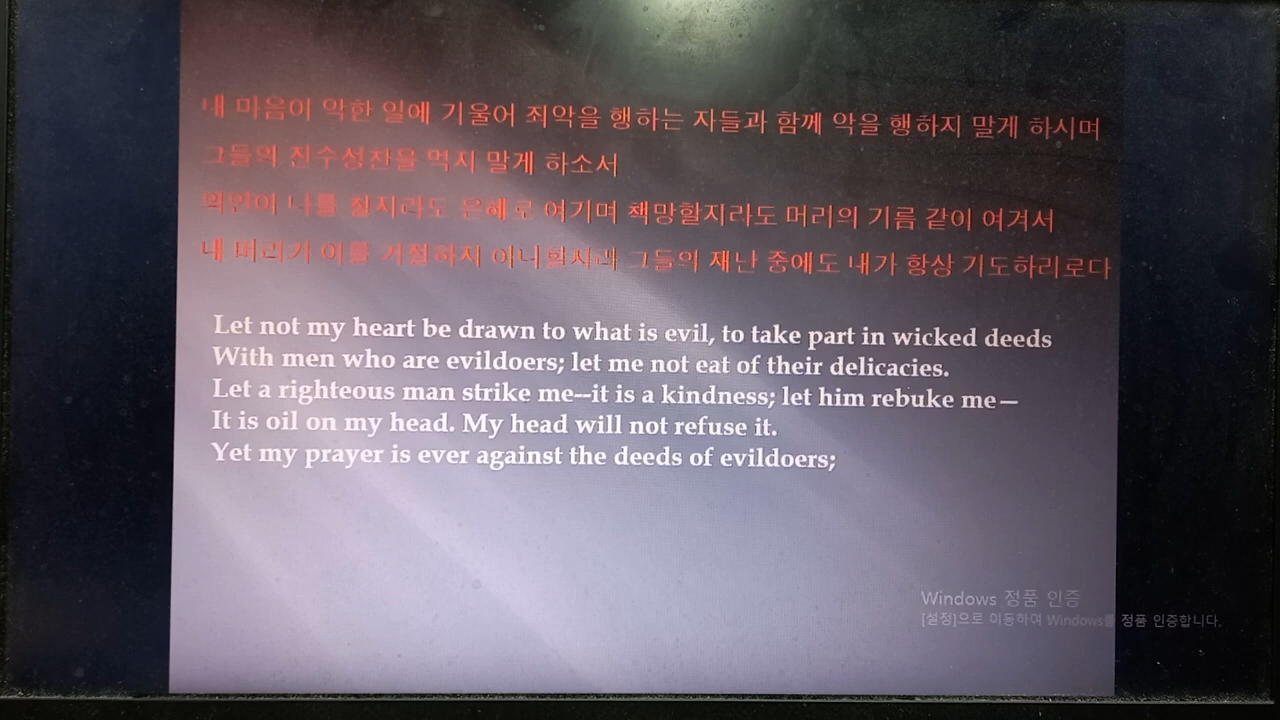 내 마음이 악한 일에 기울어 죄악을 행하는 자들과 함께 악을 행하지 말게 하시며
그들의 진수성찬을 먹지 말게 하소서
의인이 나를 칠지라도 은혜로 여기며 책망할지라도 머리의 기름 같이 여겨서
내 머리가 이를 거절하지 아니할지라 그들의 재난 중에도 내가 항상 기도하리로다
Let not my heart be drawn to what is evil, to take part in wicked deeds
With men who are evildoers; let me not eat of their delicacies.
Let a righteous man strike me--it is a kindness; let him rebuke me—
It is oil on my head. My head will not refuse it.
Yet my prayer is ever against the deeds of evildoers;
Windows 정품 인증
[설정]으로 이동하여 Windows를 정품 인증합니다.